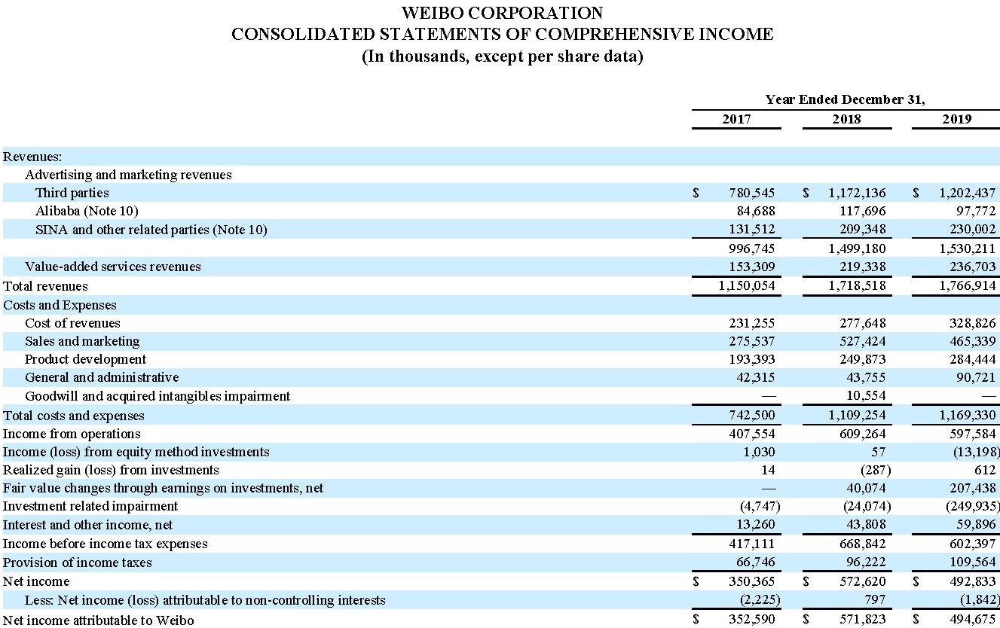 WEIBO CORPORATION
CONSOLIDATED STATEMENTS OF COMPREHENSIVE INCOME
(In thousands, except per share data)
Year Ended December 31,
2017 2018 2019
Revenues:
Advertising and marketing revenues
Third parties $ 780,545 $ 1,172,136 $ 1,202,437
Alibaba (Note 10) 84,688 117,696 97,772
SINA and other related parties (Note 10) 131,512 209,348 230,002
996,745 1,499,180 1,530,211
Value-added services revenues 153,309 219,338 236,703
Total revenues 1,150,054 1,718,518 1,766,914
Costs and Expenses
Cost of revenues 231,255 277,648 328,826
Sales and marketing 275,537 527,424 465,339
Product development 193,393 249,873 284,444
General and administrative 42,315 43,755 90,721
Goodwill and acquired intangibles impairment — 10,554 —
Total costs and expenses 742,500 1,109,254 1,169,330
Income from operations 407,554 609,264 597,584
Income (loss) from equity method investments 1,030 57 (13,198)
Realized gain (loss) from investments 14 (287) 612
Fair value changes through earnings on investments, net — 40,074 207,438
Investment related impairment (4,747) (24,074) (249,935)
Interest and other income, net 13,260 43,808 59,896
Income before income tax expenses 417,111 668,842 602,397
Provision of income taxes 66,746 96,222 109,564
Net income $ 350,365 $ 572,620 $ 492,833
Less: Net income (loss) attributable to non-controlling interests (2,225) 797 (1,842)
Net income attributable to Weibo $ 352,590 $ 571,823 $ 494,675